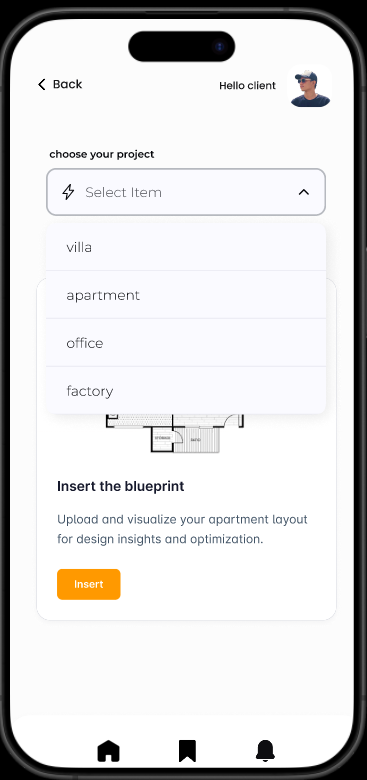 Back
Hello client
choose your project
Select Item
villa
apartment
office
factory
Insert the blueprint
Upload and visualize your apartment layout
for design insights and optimization.
Insert